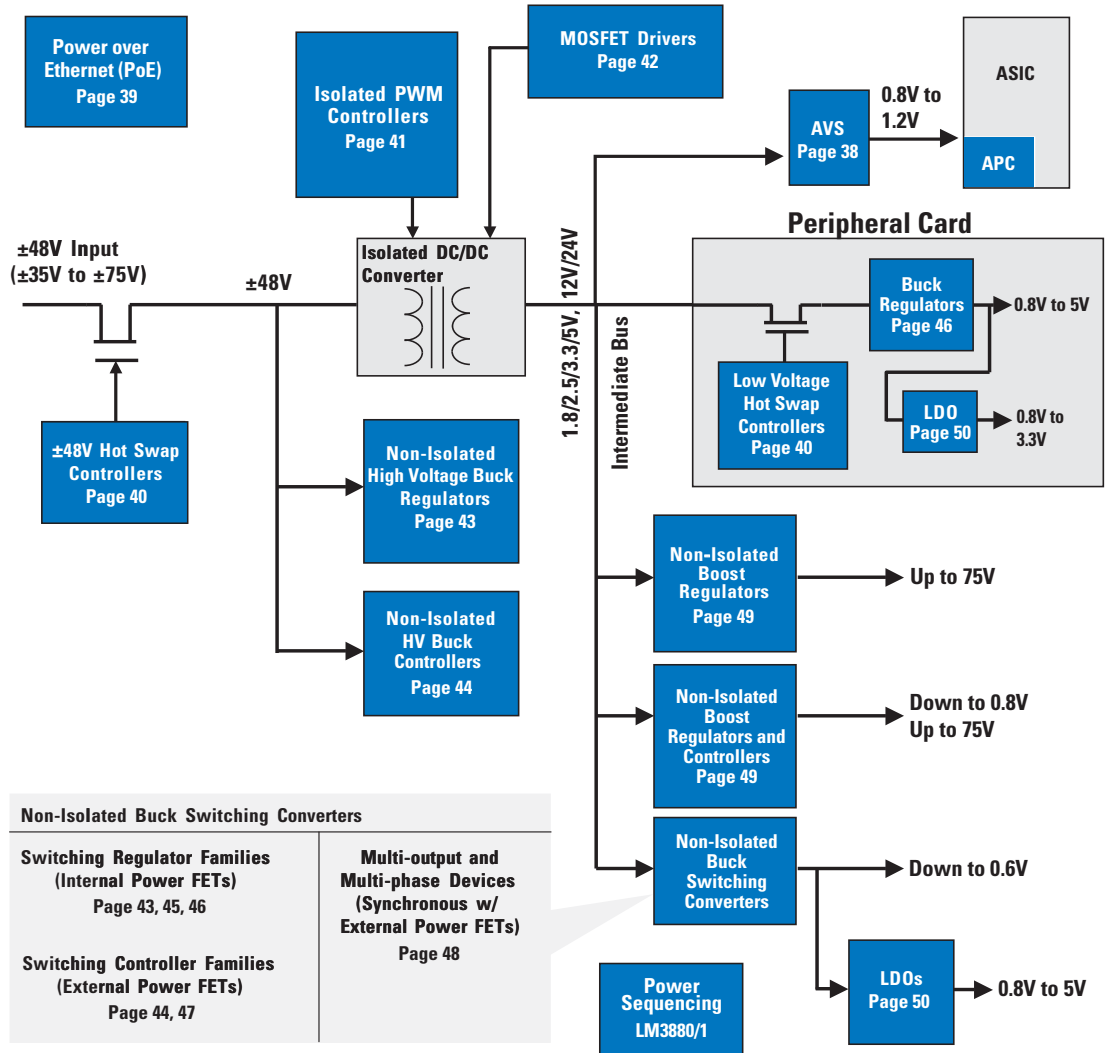 Power over
Ethernet (PoE)
Page 39
Isolated PWM
Controllers
Page 41
MOSFET Drivers
Page 42
AVS
Page 38
0.8V to
1.2V
ASIC
APC
±48V Input
(±35V to ±75V)
±48V
Isolated DC/DC
Converter
1.8/2.5/3.3/5V, 12V/24V
Intermediate Bus
Peripheral Card
Buck
Regulators
Page 46
0.8V to 5V
Low Voltage
Hot Swap
Controllers
Page 40
LDO
Page 50
0.8V to
3.3V
±48V Hot Swap
Controllers
Page 40
Non-Isolated
High Voltage Buck
Regulators
Page 43
Non-Isolated
HV Buck
Controllers
Page 44
Non-Isolated
Boost
Regulators
Page 49
Up to 75V
Non-Isolated
Boost
Regulators and
Controllers
Page 49
Down to 0.8V
Up to 75V
Non-Isolated
Buck
Switching
Converters
Down to 0.6V
LDOs
Page 50
0.8V to 5V
Power
Sequencing
LM3880/1
Non-Isolated Buck Switching Converters
Switching Regulator Families
(Internal Power FETs)
Page 43, 45, 46
Switching Controller Families
(External Power FETs)
Page 44, 47
Multi-output and
Multi-phase Devices
(Synchronous w/
External Power FETs)
Page 48